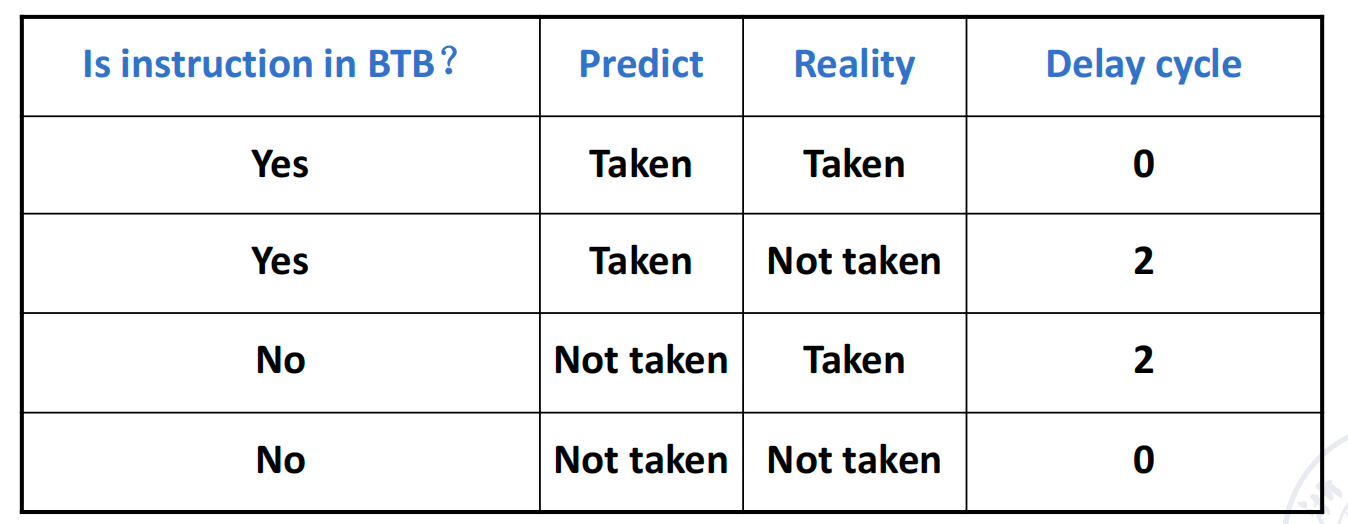 Is instruction in BTB？ Predict Reality Delay cycle
Yes Taken Taken 0
Yes Taken Not taken 2
No Not taken Taken 2
No Not taken Not taken 0